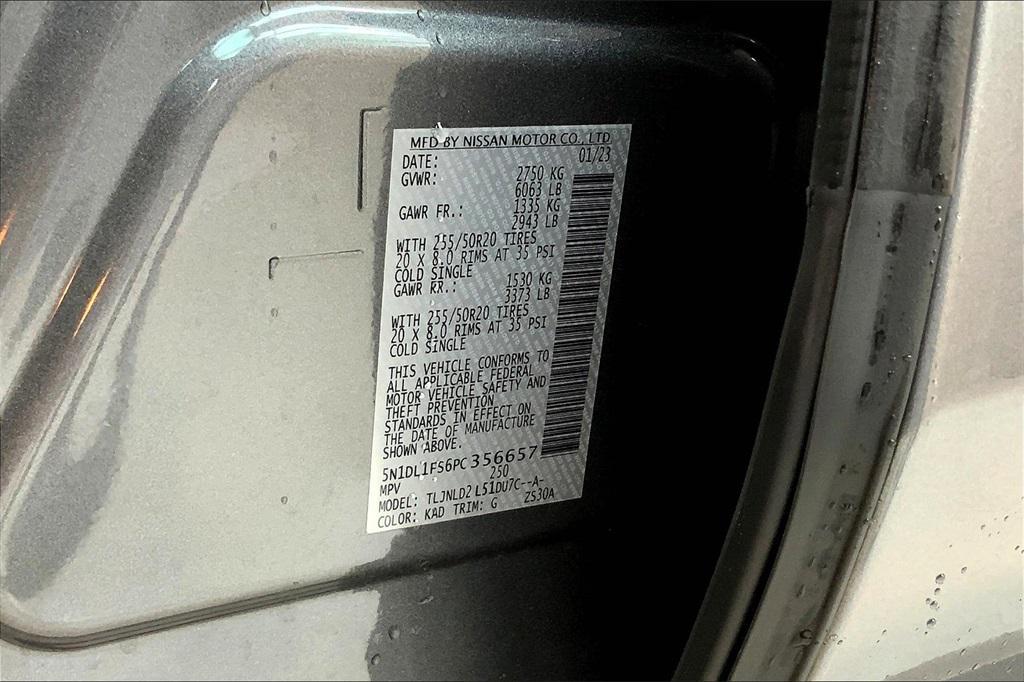 MFD BY NISSAN MOTOR CO., LTD
DATE: 01/23
GVWR: 2750 KG
6063 LB
GAWR FR.: 1335 KG
2943 LB
WITH 255/50R20 TIRES
20 X 8.0 RIMS AT 35 PSI
COLD SINGLE
GAWR RR.: 1530 KG
3373 LB
WITH 255/50R20 TIRES
20 X 8.0 RIMS AT 35 PSI
COLD SINGLE
THIS VEHICLE CONFORMS TO
ALL APPLICABLE FEDERAL
MOTOR VEHICLE SAFETY AND
THEFT PREVENTION
STANDARDS IN EFFECT ON
THE DATE OF MANUFACTURE
SHOWN ABOVE.
5N1DL1FS6PC356657
MPV 250
MODEL: TLJNLD2 L51DU7C--A-
COLOR: KAD TRIM: G ZS30A